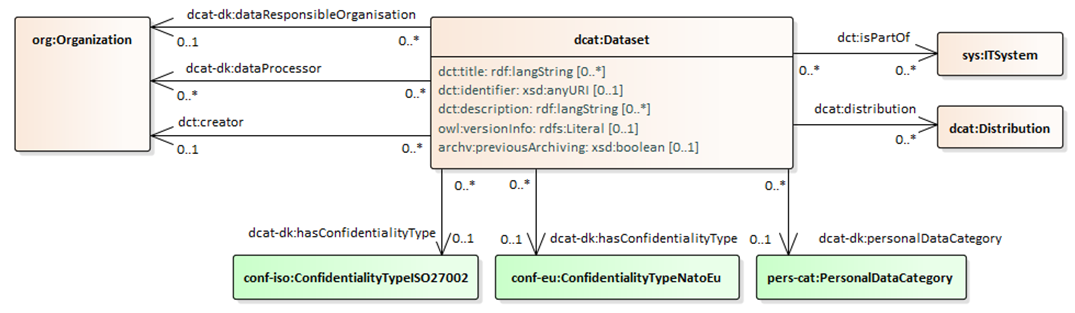 dcat-dk:dataResponsibleOrganisation
org:Organization
0..1
0..*
dcat:Dataset
dct:isPartOf
sys:ITSystem
0..*
0..*
dcat-dk:dataProcessor
0..*
0..*
dct:title: rdf:langString [0..*]
dct:identifier: xsd:anyURI [0..1]
dct:description: rdf:langString [0..*]
owl:versionInfo: rdfs:Literal [0..1]
archv:previousArchiving: xsd:boolean [0..1]
dcat:distribution
dcat:Distribution
0..*
dct:creator
0..1
0..*
0..*
0..*
0..*
dcat-dk:hasConfidentialityType
0..1
0..1
dcat-dk:hasConfidentialityType
0..1
dcat-dk:personalDataCategory
conf-iso:ConfidentialityTypeISO27002
conf-eu:ConfidentialityTypeNatoEu
pers-cat:PersonalDataCategory